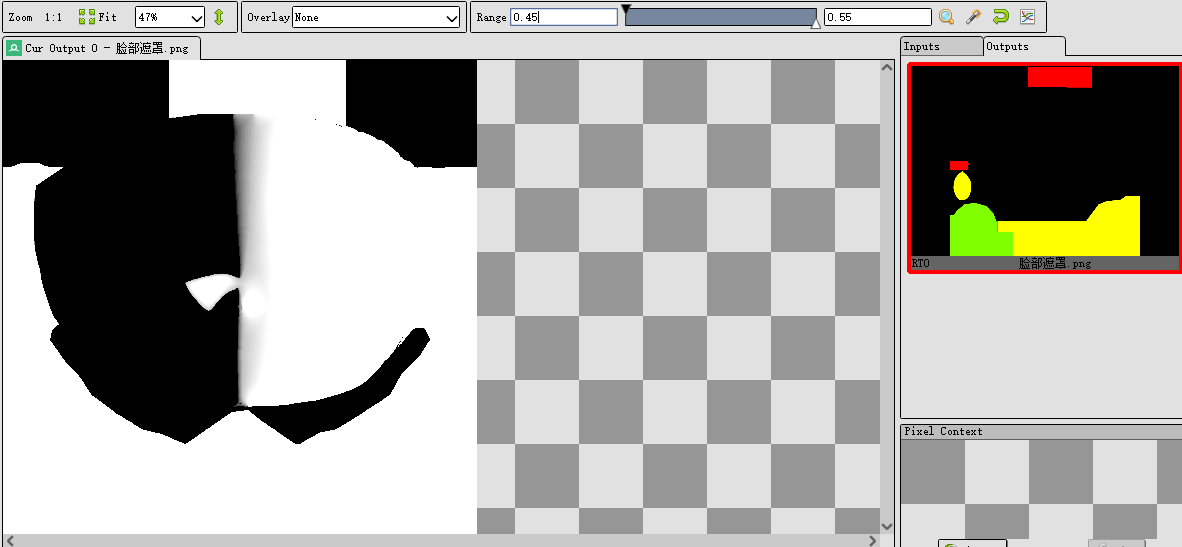 Zoom 1:1 Fit 47% Overlay None Range 0.45 0.55
Cur Output 0 - 脸部遮罩.png
Inputs Outputs
RT0 脸部遮罩.png
Pixel Context